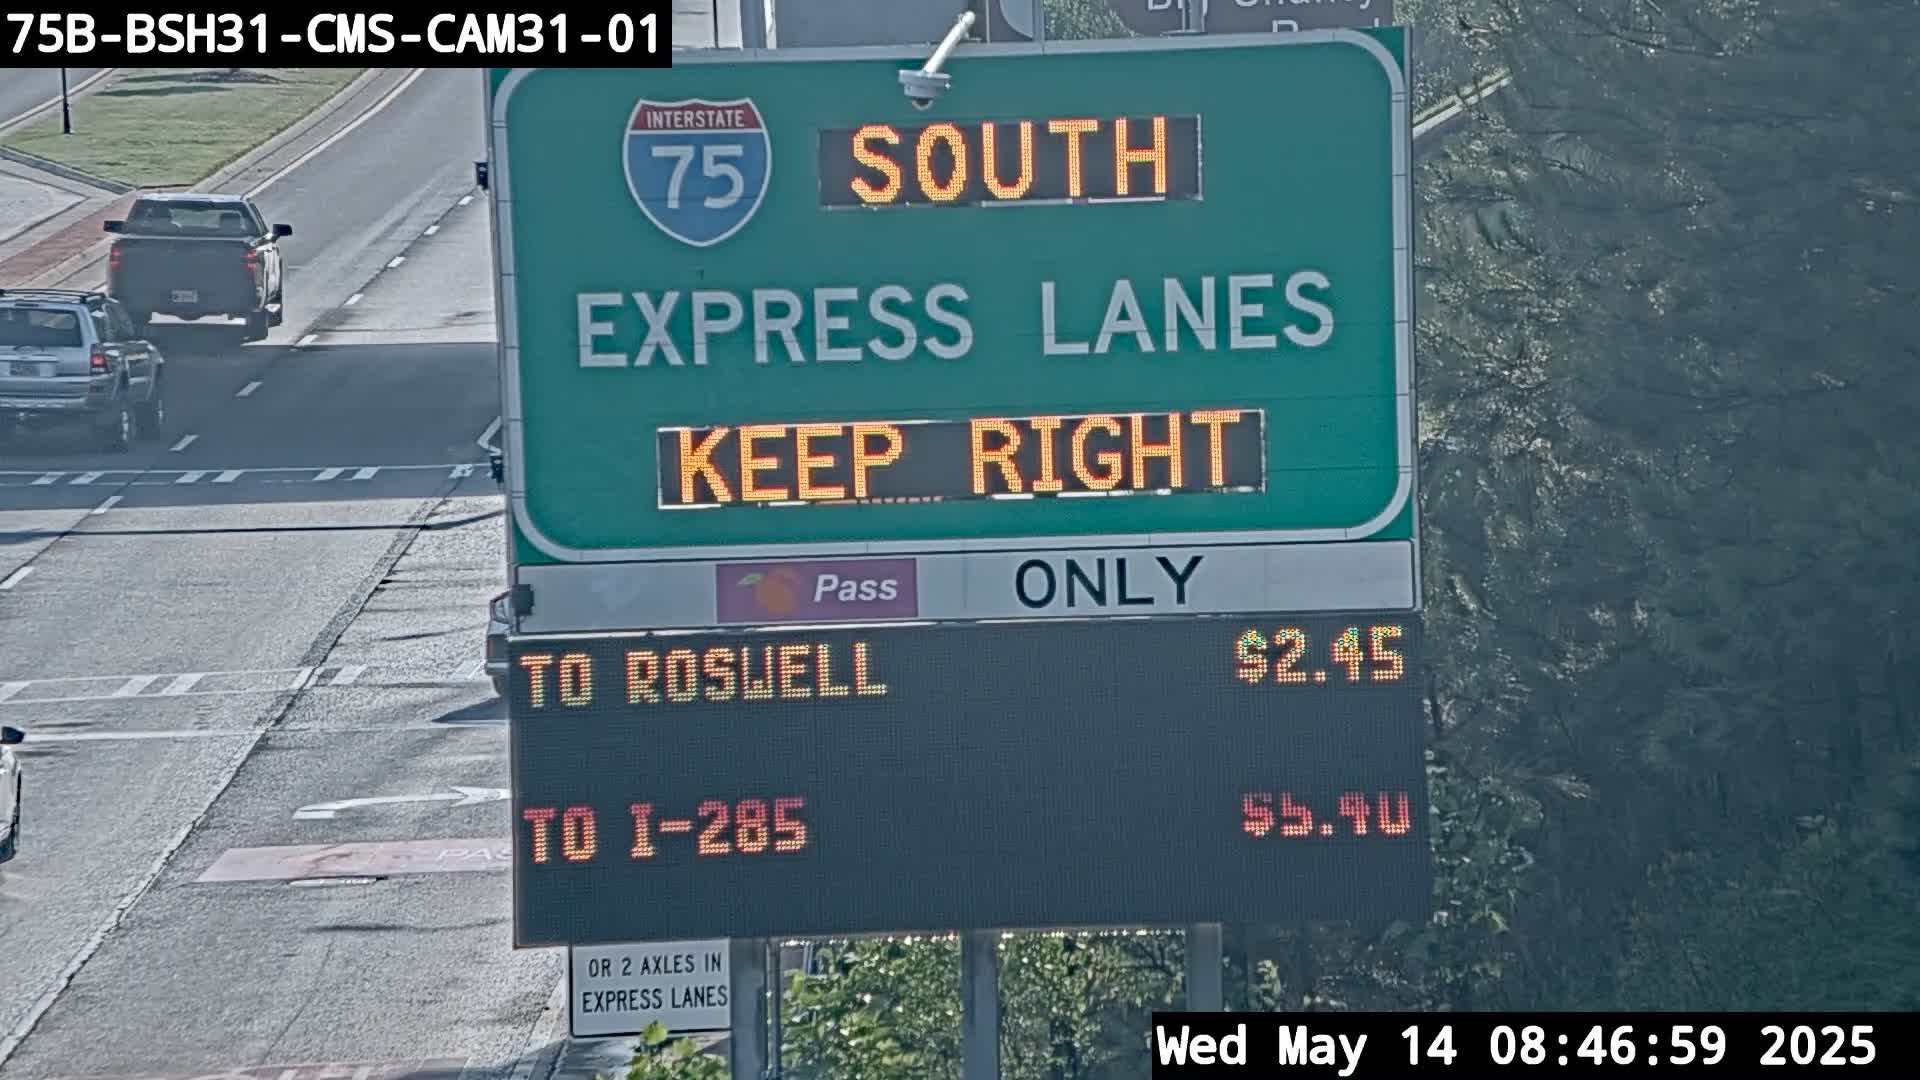 75B-BSH31-CMS-CAM31-01
INTERSTATE
75
SOUTH
EXPRESS LANES
KEEP RIGHT
Pass ONLY
TO ROSWELL $2.45
TO I-285
OR 2 AXLES IN
EXPRESS LANES
Wed May 14 08:46:59 2025